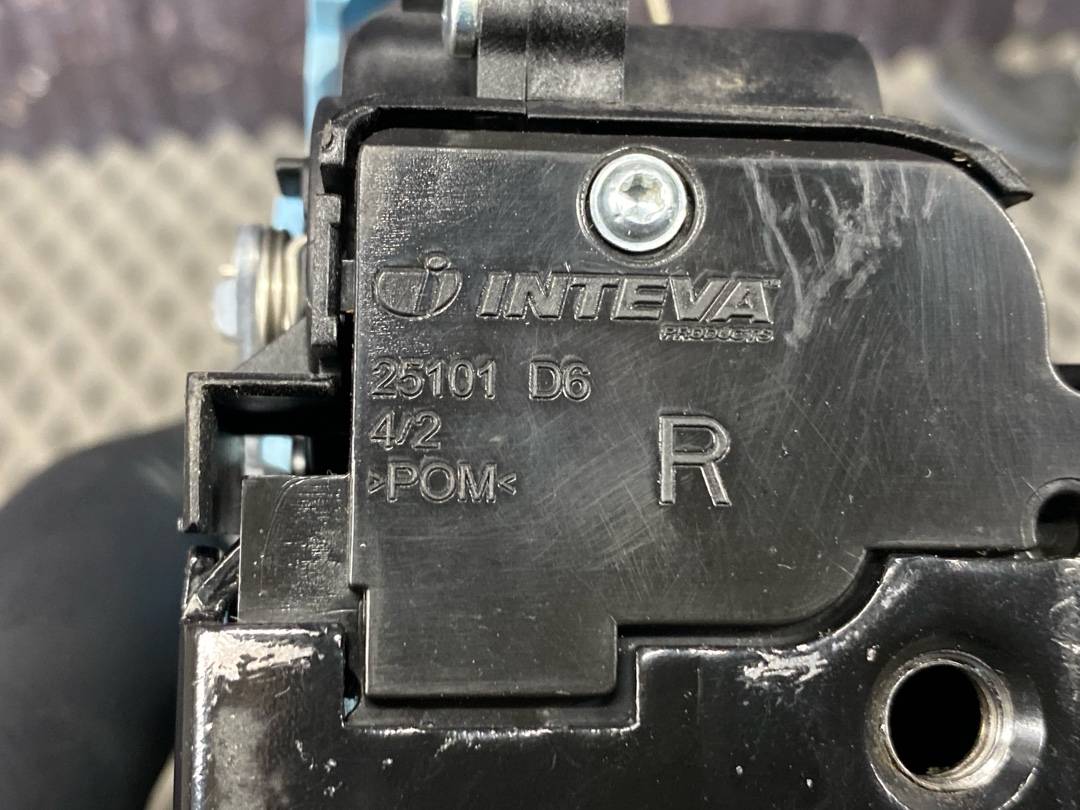 INTEVA
PRODUCTS
25101 D6
4/2
>POM<
R